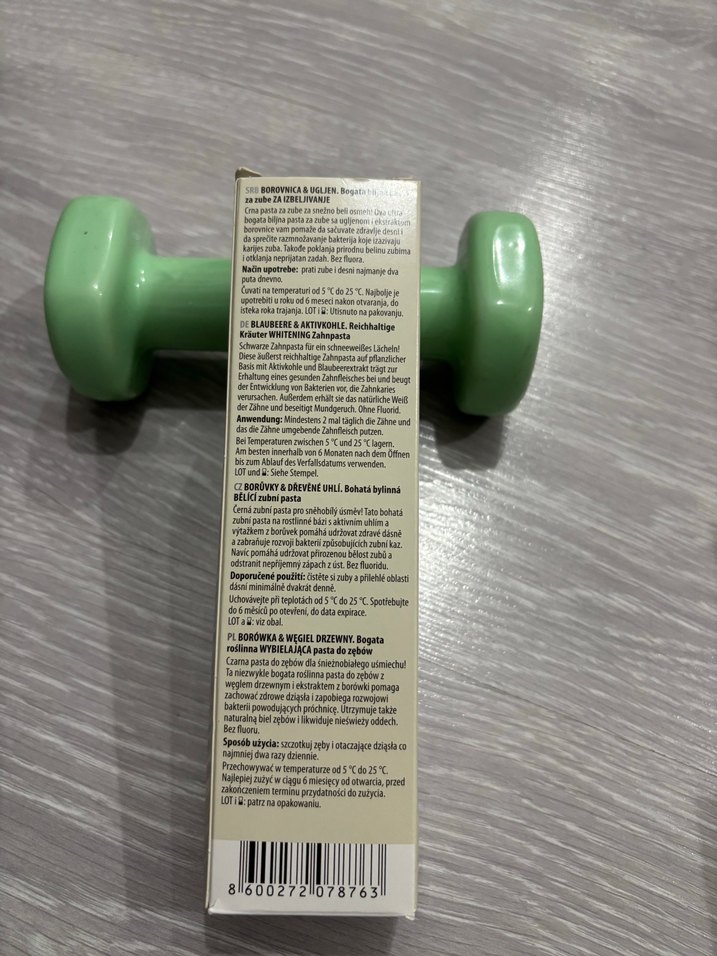 SRB BOROVNICA & UGLJEN. Bogata
za zube ZA IZBELJIVANJE
Crna pasta za zube za snežno beli osmeh! Ova ultra
bogata biljna pasta za zube sa ugljenom i ekstraktom
borovnice vam pomaže da sačuvate zdravlje desni i
da sprečite razmnožavanje bakterija koje izazivaju
karijes zuba. Takođe poklanja prirodnu belinu zubima
i otklanja neprijatan zadah. Bez fluora.
Način upotrebe: prati zube i desni najmanje dva
puta dnevno.
Čuvati na temperaturi od 5 °C do 25 °C. Najbolje je
upotrebiti u roku od 6 meseci nakon otvaranja, do
isteka roka trajanja. LOT i : Utisnuto na pakovanju.
DE BLAUBEERE & AKTIVKOHLE. Reichhaltige
Kräuter WHITENING Zahnpasta
Schwarze Zahnpasta für ein schneeweißes Lächeln!
Diese äußerst reichhaltige Zahnpasta auf pflanzlicher
Basis mit Aktivkohle und Blaubeerextrakt trägt zur
Erhaltung eines gesunden Zahnfleisches bei und beugt
der Entwicklung von Bakterien vor, die Zahnkaries
verursachen. Außerdem erhält sie das natürliche Weiß
der Zähne und beseitigt Mundgeruch. Ohne Fluorid.
Anwendung: Mindestens 2 mal täglich die Zähne und
das die Zähne umgebende Zahnfleisch putzen.
Bei Temperaturen zwischen 5 °C und 25 °C lagern.
Am besten innerhalb von 6 Monaten nach dem Öffnen
bis zum Ablauf des Verfallsdatums verwenden.
LOT und : Siehe Stempel.
CZ BORŮVKY & DŘEVĚNÉ UHLÍ. Bohatá bylinná
BĚLÍCÍ zubní pasta
Černá zubní pasta pro sněhobílý úsměv! Tato bohatá
zubní pasta na rostlinné bázi s aktivním uhlím a
výtažkem z borůvek pomáhá udržovat zdravé dásně
a zabraňuje rozvoji bakterií způsobujících zubní kaz.
Navíc pomáhá udržovat přirozenou bělost zubů a
odstranit nepříjemný zápach z úst. Bez fluoridu.
Doporučené použití: čistěte si zuby a přilehlé oblasti
dásní minimálně dvakrát denně.
Uchovávejte při teplotách od 5 °C do 25 °C. Spotřebujte
do 6 měsíců po otevření, do data expirace.
LOT a : viz obal.
PL BORÓWKA & WĘGIEL DRZEWNY. Bogata
roślinna WYBIELAJĄCA pasta do zębów
Czarna pasta do zębów dla śnieżnobiałego uśmiechu!
Ta niezwykle bogata roślinna pasta do zębów z
węglem drzewnym i ekstraktem z borówki pomaga
zachować zdrowe dziąsła i zapobiega rozwojowi
bakterii powodujących próchnicę. Utrzymuje także
naturalną biel zębów i likwiduje nieświeży oddech.
Bez fluoru.
Sposób użycia: szczotkuj zęby i otaczające dziąsła co
najmniej dwa razy dziennie.
Przechowywać w temperaturze od 5 °C do 25 °C.
Najlepiej zużyć w ciągu 6 miesięcy od otwarcia, przed
zakończeniem terminu przydatności do zużycia.
LOT i : patrz na opakowaniu.
8 600272 078763